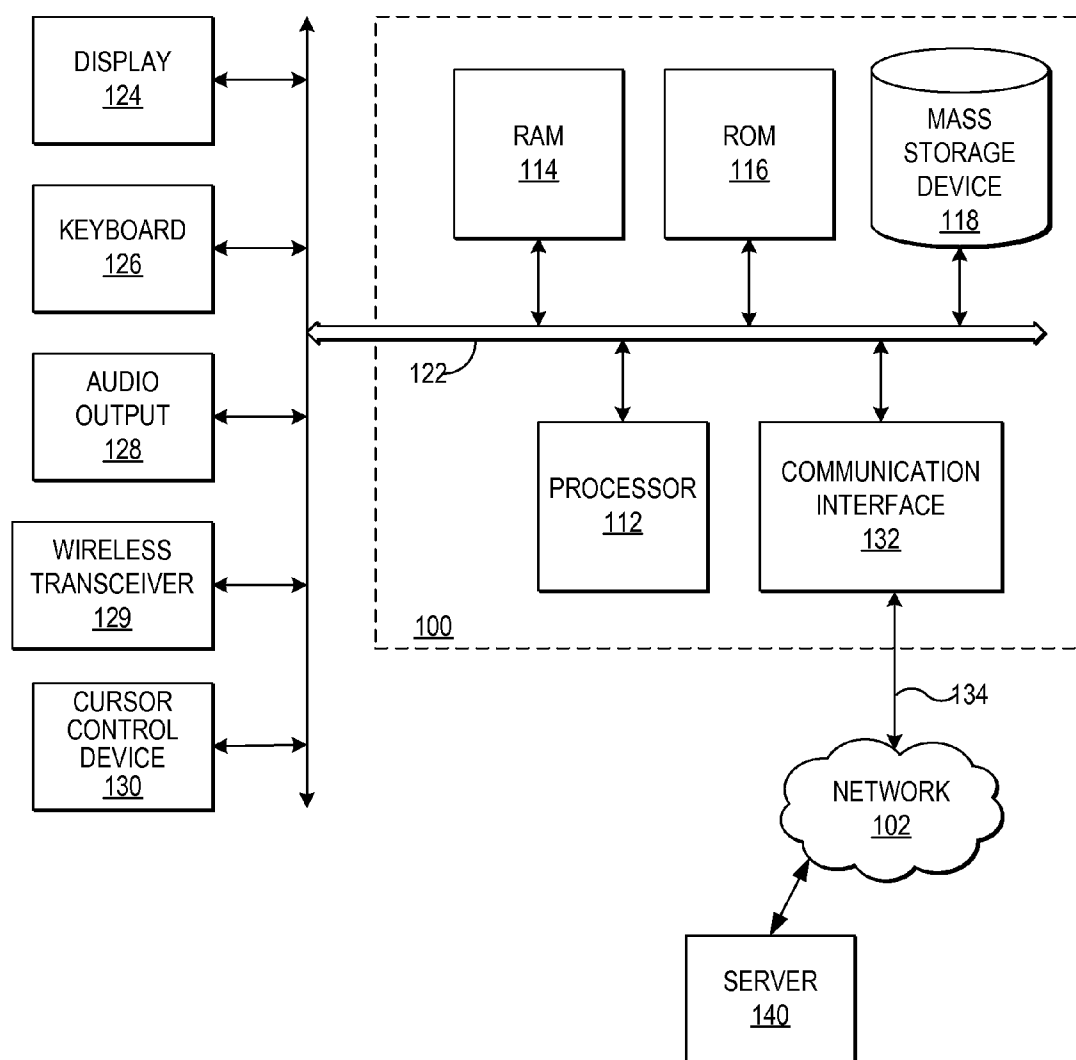 DISPLAY
124
KEYBOARD
126
AUDIO
OUTPUT
128
WIRELESS
TRANSCEIVER
129
CURSOR
CONTROL
DEVICE
130
RAM
114
ROM
116
MASS
STORAGE
DEVICE
118
122
PROCESSOR
112
COMMUNICATION
INTERFACE
132
100
134
NETWORK
102
SERVER
140